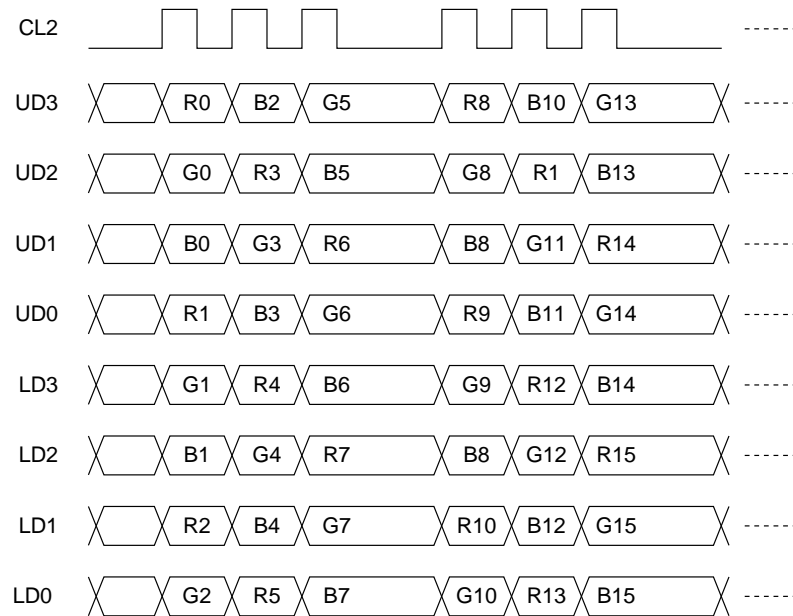 CL2
UD3 R0 B2 G5 R8 B10 G13
UD2 G0 R3 B5 G8 R1 B13
UD1 B0 G3 R6 B8 G11 R14
UD0 R1 B3 G6 R9 B11 G14
LD3 G1 R4 B6 G9 R12 B14
LD2 B1 G4 R7 B8 G12 R15
LD1 R2 B4 G7 R10 B12 G15
LD0 G2 R5 B7 G10 R13 B15